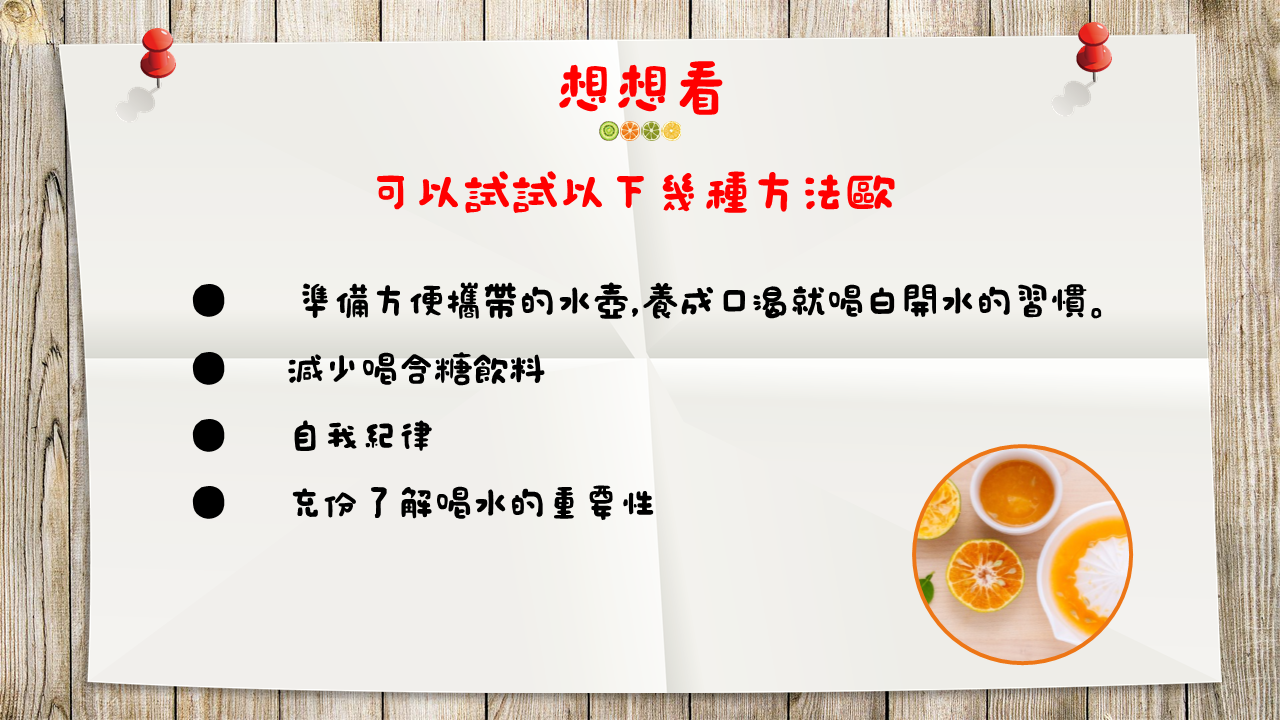 想想看
可以試試以下幾種方法歐
● 準備方便攜帶的水壺,養成口渴就喝白開水的習慣。
● 減少喝含糖飲料
● 自我紀律
● 充份了解喝水的重要性